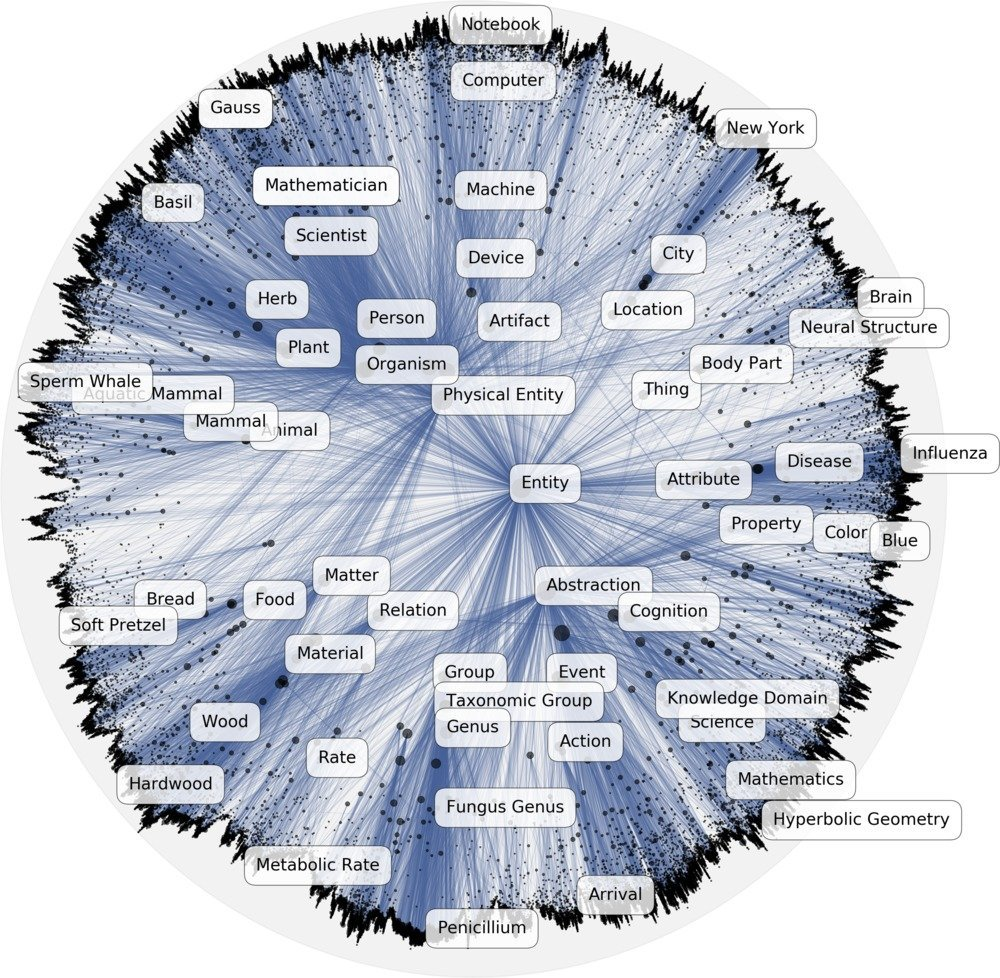 Notebook
Computer
Gauss
New York
Mathematician
Machine
Basil
Scientist
City
Device
Brain
Herb
Location
Person
Artifact
Neural Structure
Plant
Organism
Body Part
Sperm Whale
Aquatic Mammal
Physical Entity
Thing
Mammal
Animal
Influenza
Disease
Entity
Attribute
Property
Color
Blue
Matter
Abstraction
Bread
Food
Relation
Cognition
Soft Pretzel
Material
Group
Event
Taxonomic Group
Knowledge Domain
Wood
Genus
Science
Action
Rate
Hardwood
Mathematics
Fungus Genus
Hyperbolic Geometry
Metabolic Rate
Arrival
Penicillium